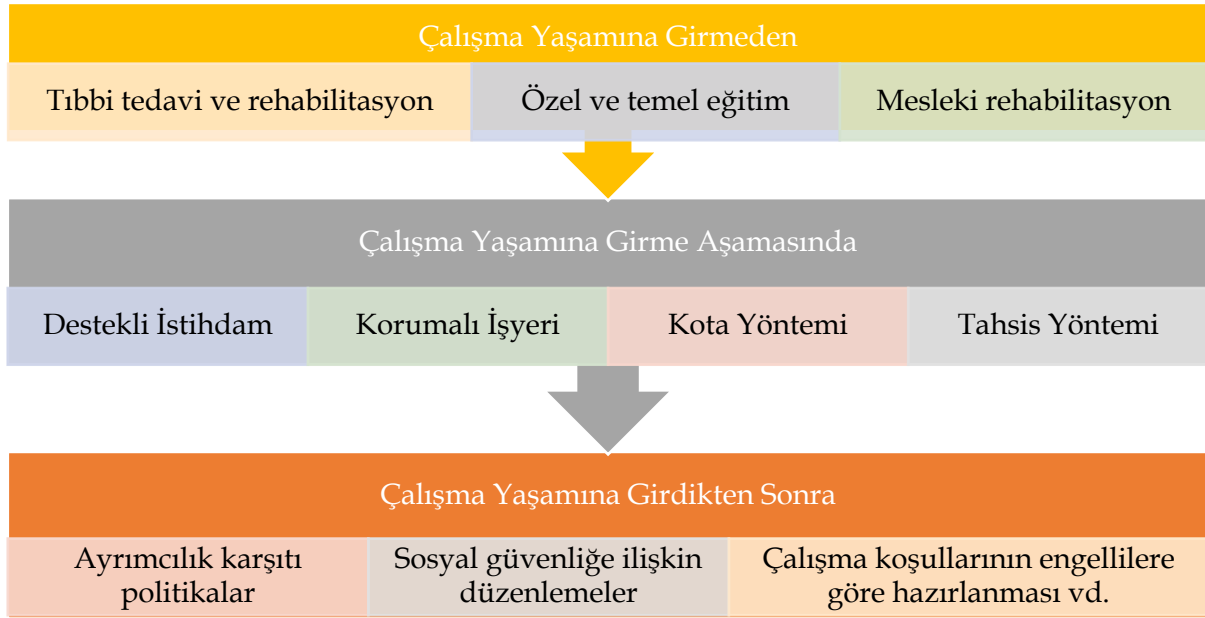 Çalışma Yaşamına Girmeden
Tıbbi tedavi ve rehabilitasyon
Özel ve temel eğitim
Mesleki rehabilitasyon
Çalışma Yaşamına Girme Aşamasında
Destekli İstihdam
Korumalı İşyeri
Kota Yöntemi
Tahsis Yöntemi
Çalışma Yaşamına Girdikten Sonra
Ayrımcılık karşıtı
politikalar
Sosyal güvenliğe ilişkin
düzenlemeler
Çalışma koşullarının engellilere
göre hazırlanması vd.